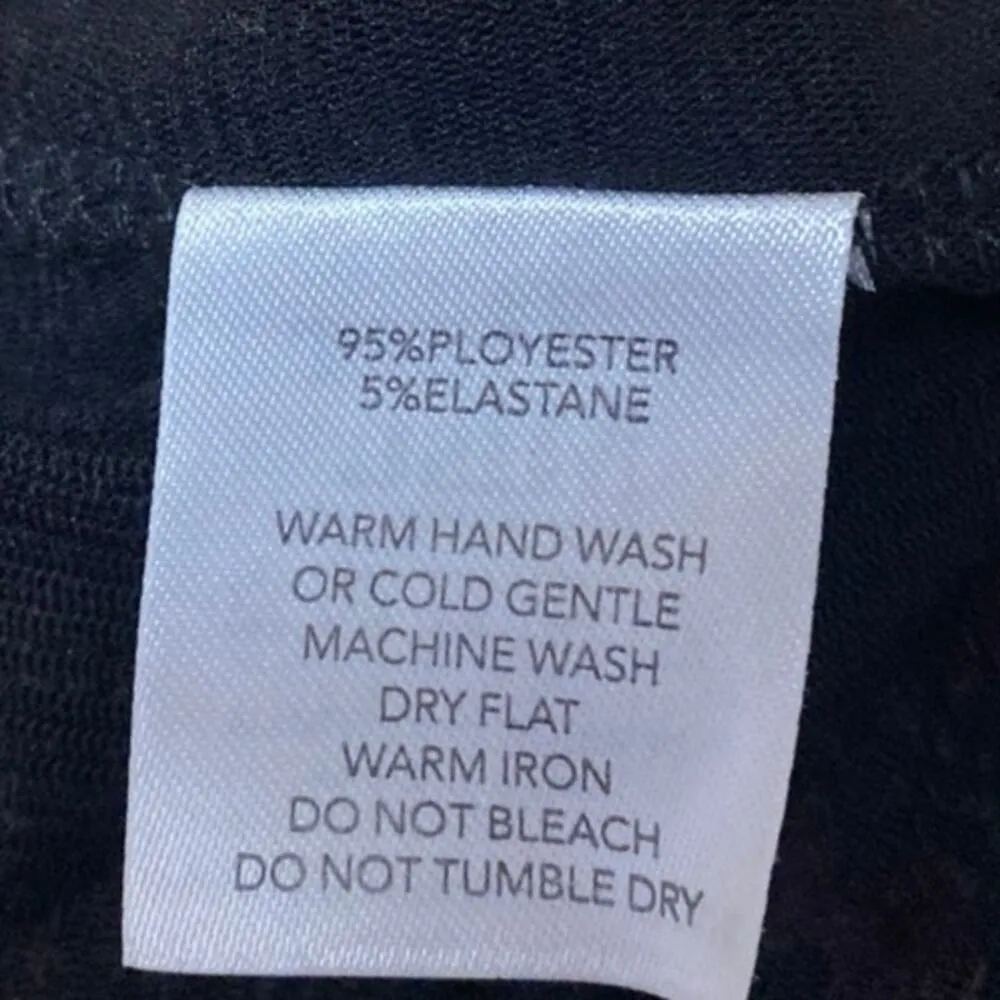 95%PLOYESTER
5%ELASTANE
WARM HAND WASH
OR COLD GENTLE
MACHINE WASH
DRY FLAT
WARM IRON
DO NOT BLEACH
DO NOT TUMBLE DRY